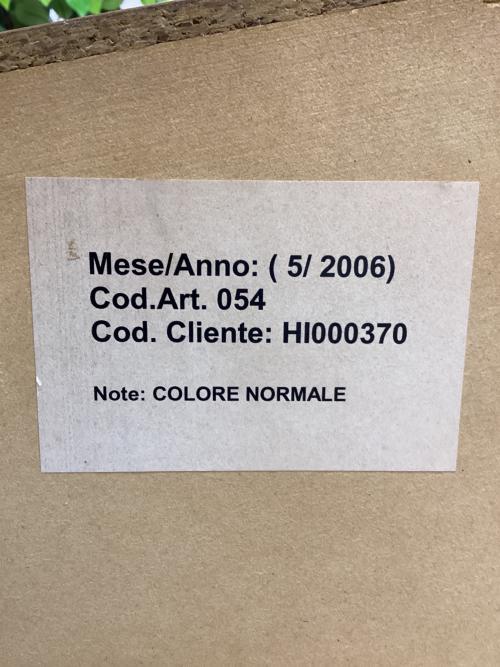 Mese/Anno: ( 5/ 2006)
Cod.Art. 054
Cod. Cliente: HI000370
Note: COLORE NORMALE